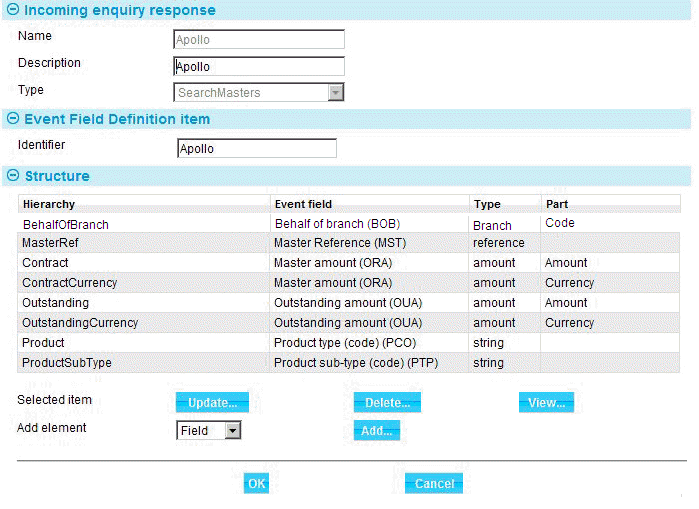 Incoming enquiry response
Name Apollo
Description Apollo
Type SearchMasters
Event Field Definition item
Identifier Apollo
Structure
Hierarchy Event field Type Part
BehalfOfBranch Behalf of branch (BOB) Branch Code
MasterRef Master Reference (MST) reference
Contract Master amount (ORA) amount Amount
ContractCurrency Master amount (ORA) amount Currency
Outstanding Outstanding amount (OUA) amount Amount
OutstandingCurrency Outstanding amount (OUA) amount Currency
Product Product type (code) (PCO) string
ProductSubType Product sub-type (code) (PTP) string
Selected item Update... Delete... View...
Add element Field Add...
OK Cancel